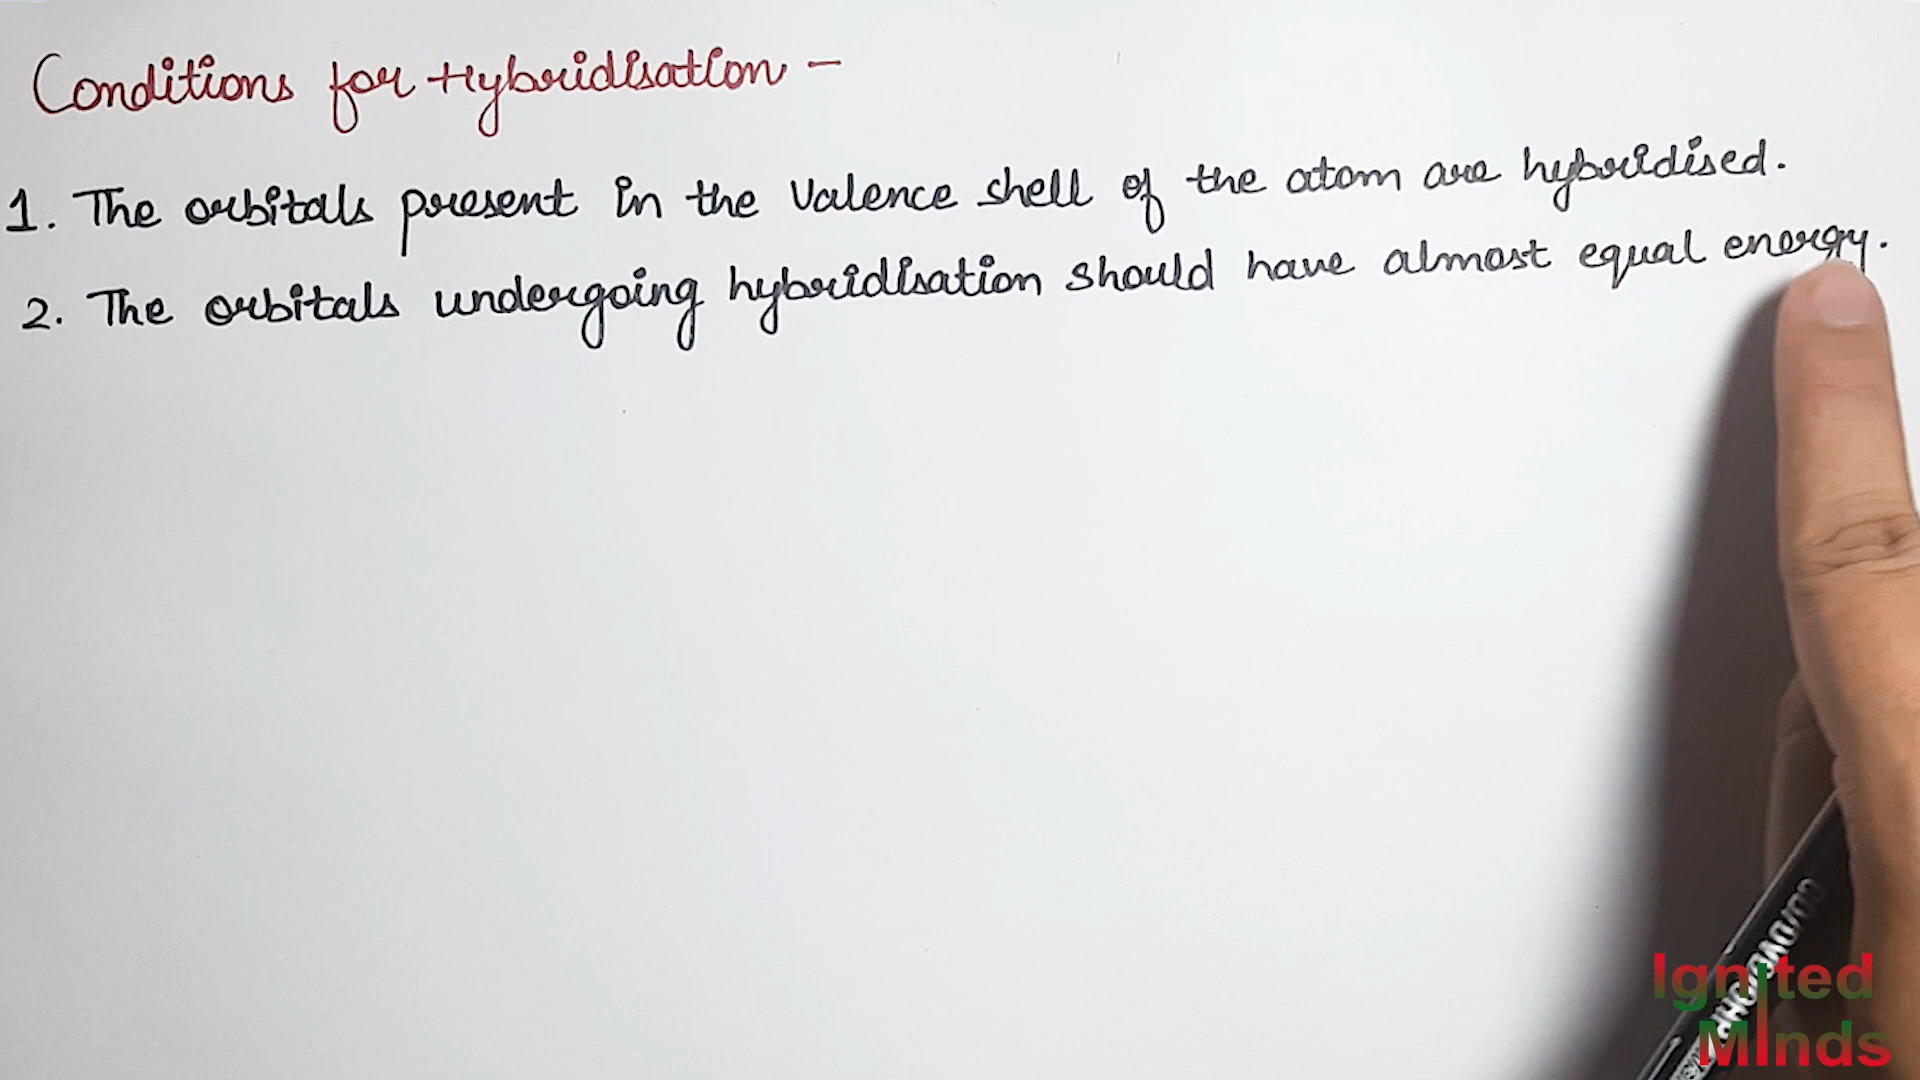 Conditions for Hybridisation -
1. The orbitals present in the Valence shell of the atom are hybridised.
2. The orbitals undergoing hybridisation should have almost equal energy.
Ignited
Minds